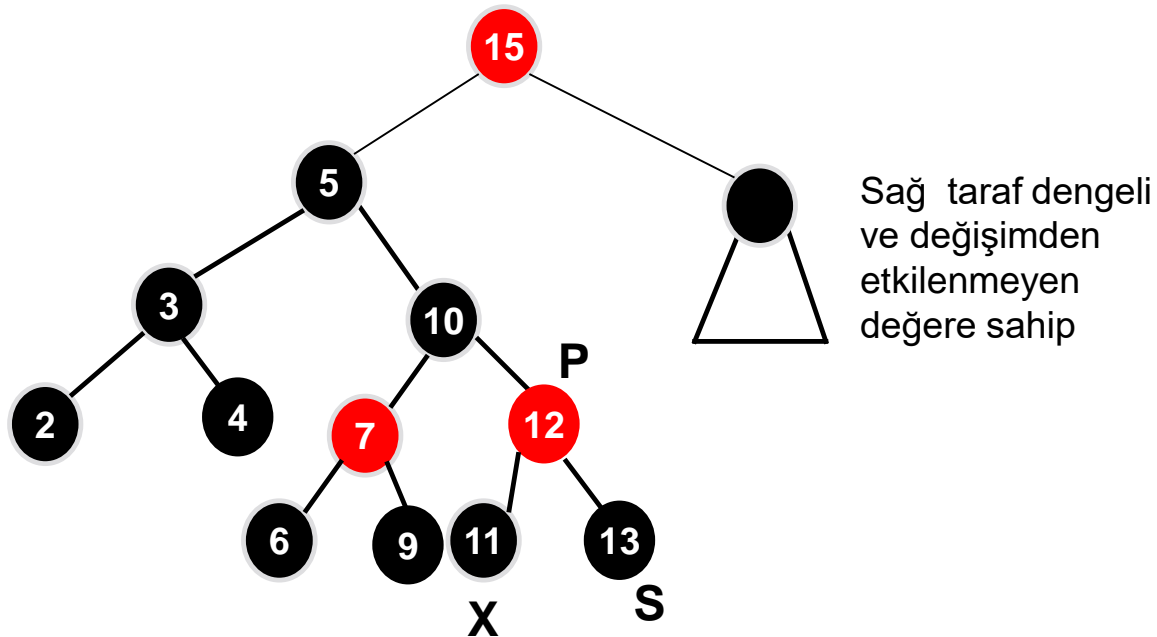 15
5
Sağ taraf dengeli
ve değişimden
etkilenmeyen
değere sahip
3
10
P
2
4
7
12
6
9
11
13
X
S